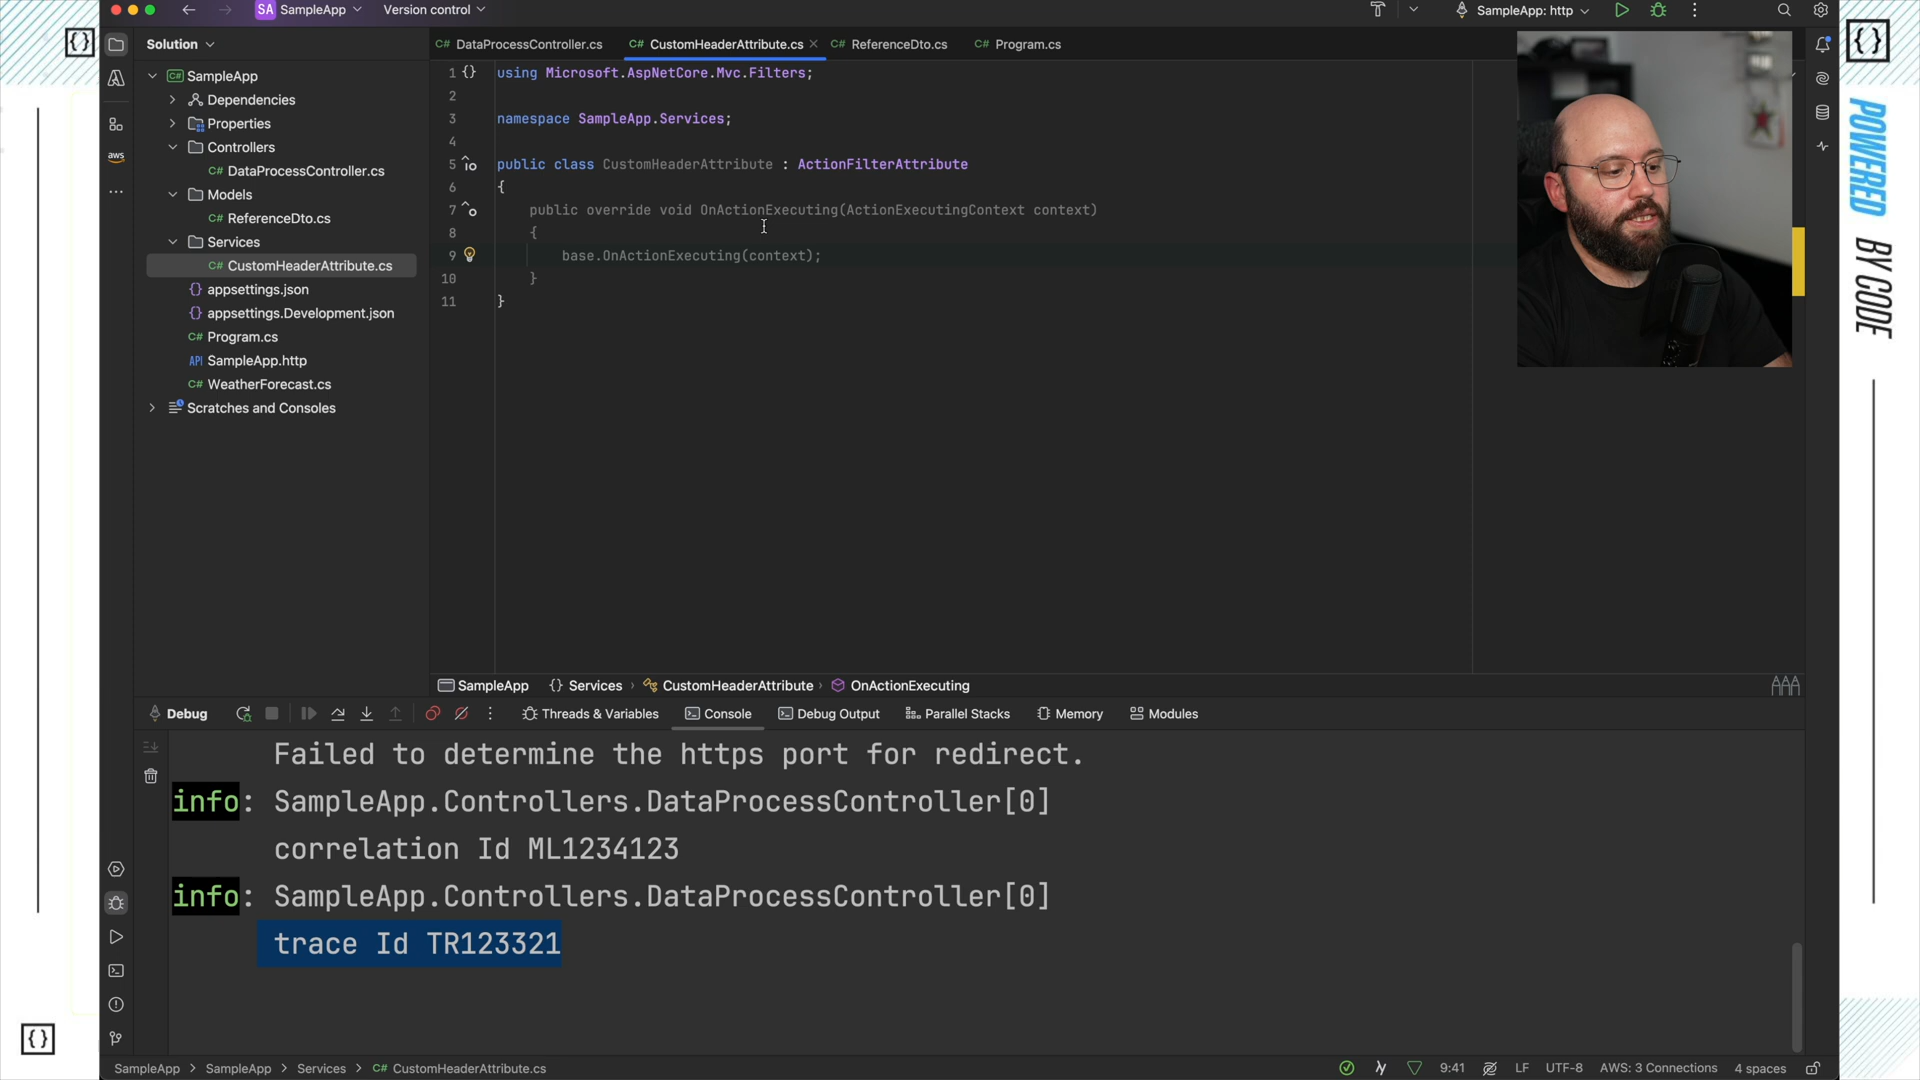 SA SampleApp
Version control
SampleApp: http
Solution
SampleApp
Dependencies
Properties
Controllers
C# DataProcessController.cs
Models
C# ReferenceDto.cs
Services
C# CustomHeaderAttribute.cs
{} appsettings.json
{} appsettings.Development.json
C# Program.cs
API SampleApp.http
C# WeatherForecast.cs
Scratches and Consoles
aws
C# DataProcessController.cs
C# CustomHeaderAttribute.cs
C# ReferenceDto.cs
C# Program.cs
1 {} using Microsoft.AspNetCore.Mvc.Filters;
2
3 namespace SampleApp.Services;
4
5 public class CustomHeaderAttribute : ActionFilterAttribute
6 {
7 public override void OnActionExecuting(ActionExecutingContext context)
8 {
9 base.OnActionExecuting(context);
10 }
11 }
POWERED BY CODE
SampleApp {} Services › CustomHeaderAttribute › OnActionExecuting
Debug
Threads & Variables
Console
Debug Output
Parallel Stacks
Memory
Modules
Failed to determine the https port for redirect.
info: SampleApp.Controllers.DataProcessController[0]
correlation Id ML1234123
info: SampleApp.Controllers.DataProcessController[0]
trace Id TR123321
SampleApp > SampleApp > Services > C# CustomHeaderAttribute.cs
9:41 LF UTF-8 AWS: 3 Connections 4 spaces